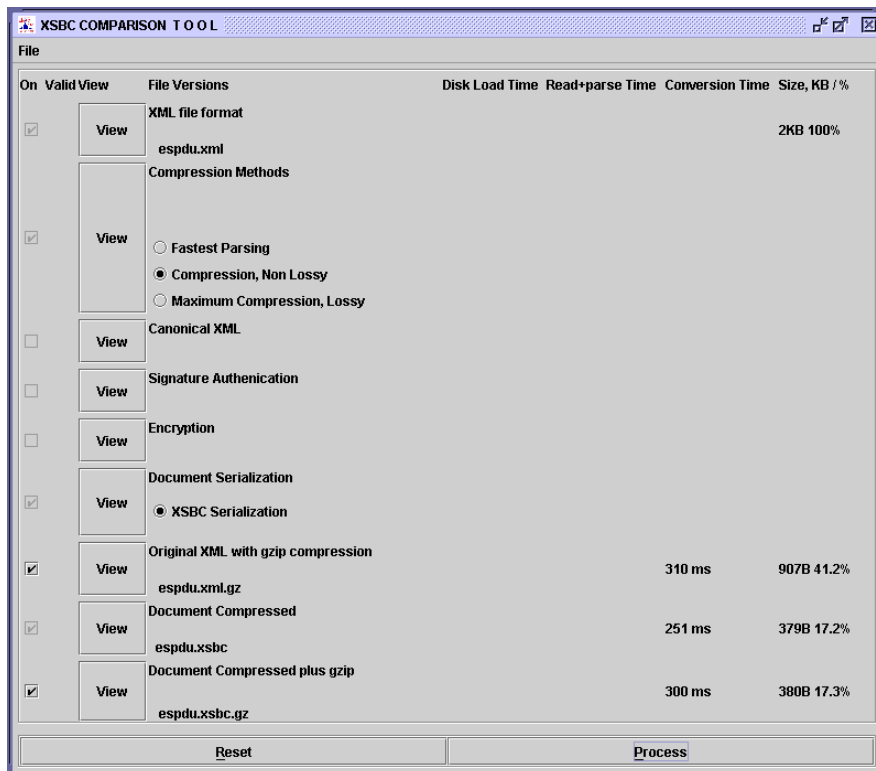 XSBC COMPARISON T O O L
File
On Valid View File Versions Disk Load Time Read+parse Time Conversion Time Size, KB / %
XML file format
View 2KB 100%
espdu.xml
Compression Methods
View
Fastest Parsing
Compression, Non Lossy
Maximum Compression, Lossy
Canonical XML
View
Signature Authenication
View
Encryption
View
Document Serialization
View
XSBC Serialization
Original XML with gzip compression
View 310 ms 907B 41.2%
espdu.xml.gz
Document Compressed
View 251 ms 379B 17.2%
espdu.xsbc
Document Compressed plus gzip
View 300 ms 380B 17.3%
espdu.xsbc.gz
Reset Process